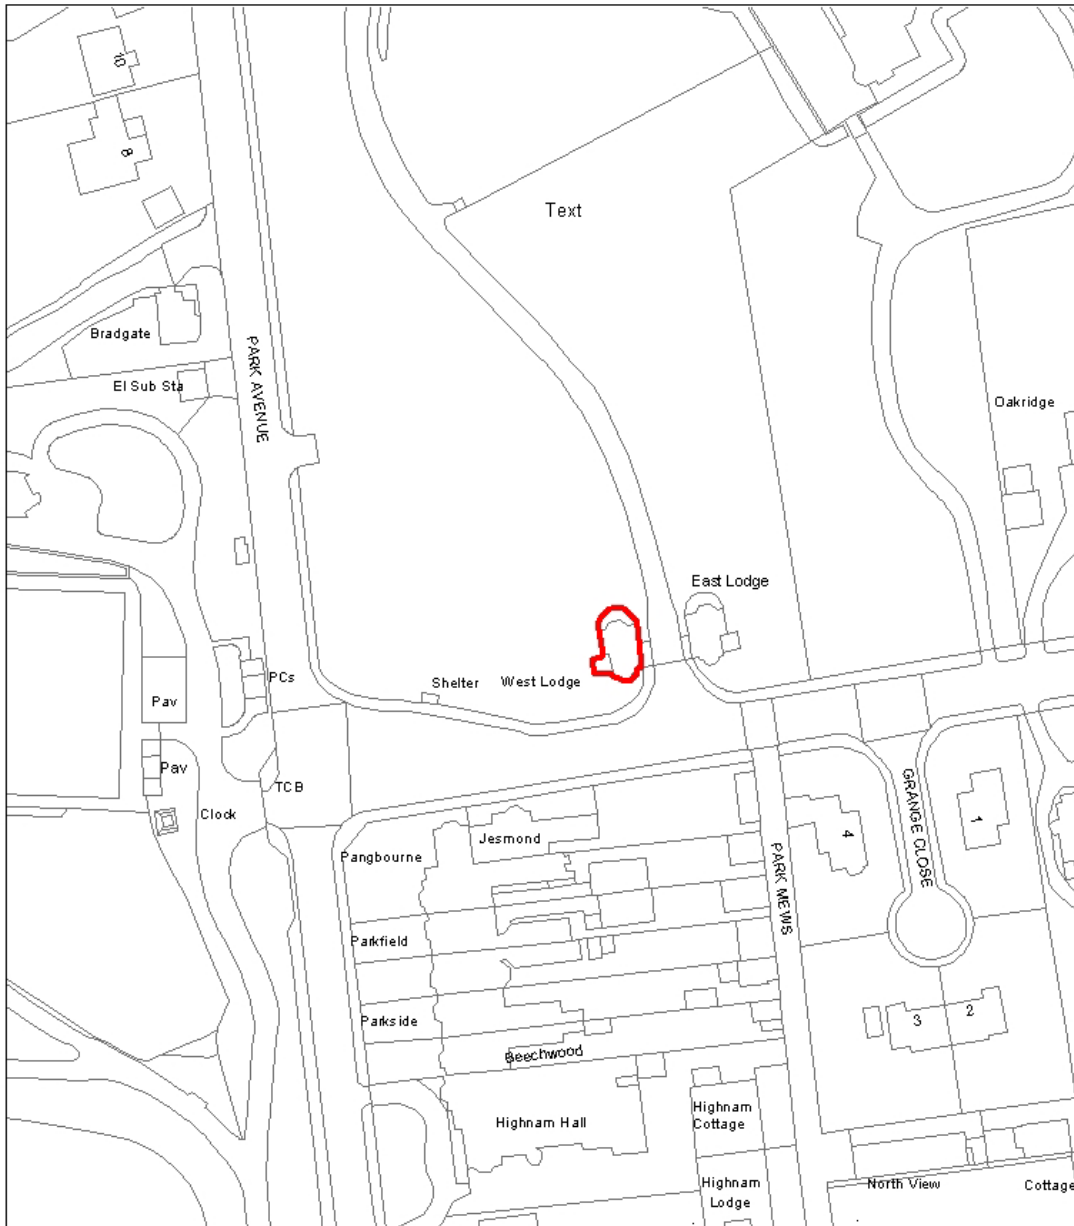 10
8
Text
Bradgate
El Sub Sta
PARK AVENUE
Oakridge
East Lodge
Shelter
West Lodge
PCs
Pav
Pav
TCB
Clock
Pangbourne
Jesmond
4
GRANGE CLOSE
1
PARK MEWS
Parkfield
Parkside
Beechwood
3
2
Highnam Hall
Highnam
Cottage
Highnam
Lodge
North View
Cottage